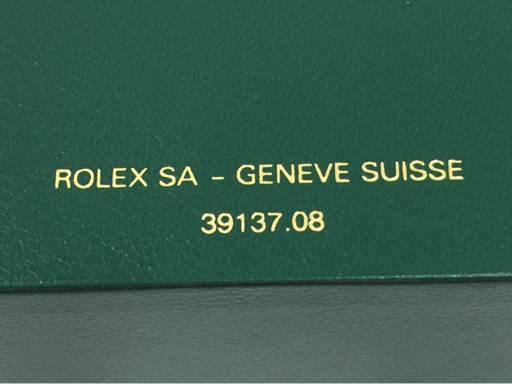 ROLEX SA - GENEVE SUISSE
39137.08